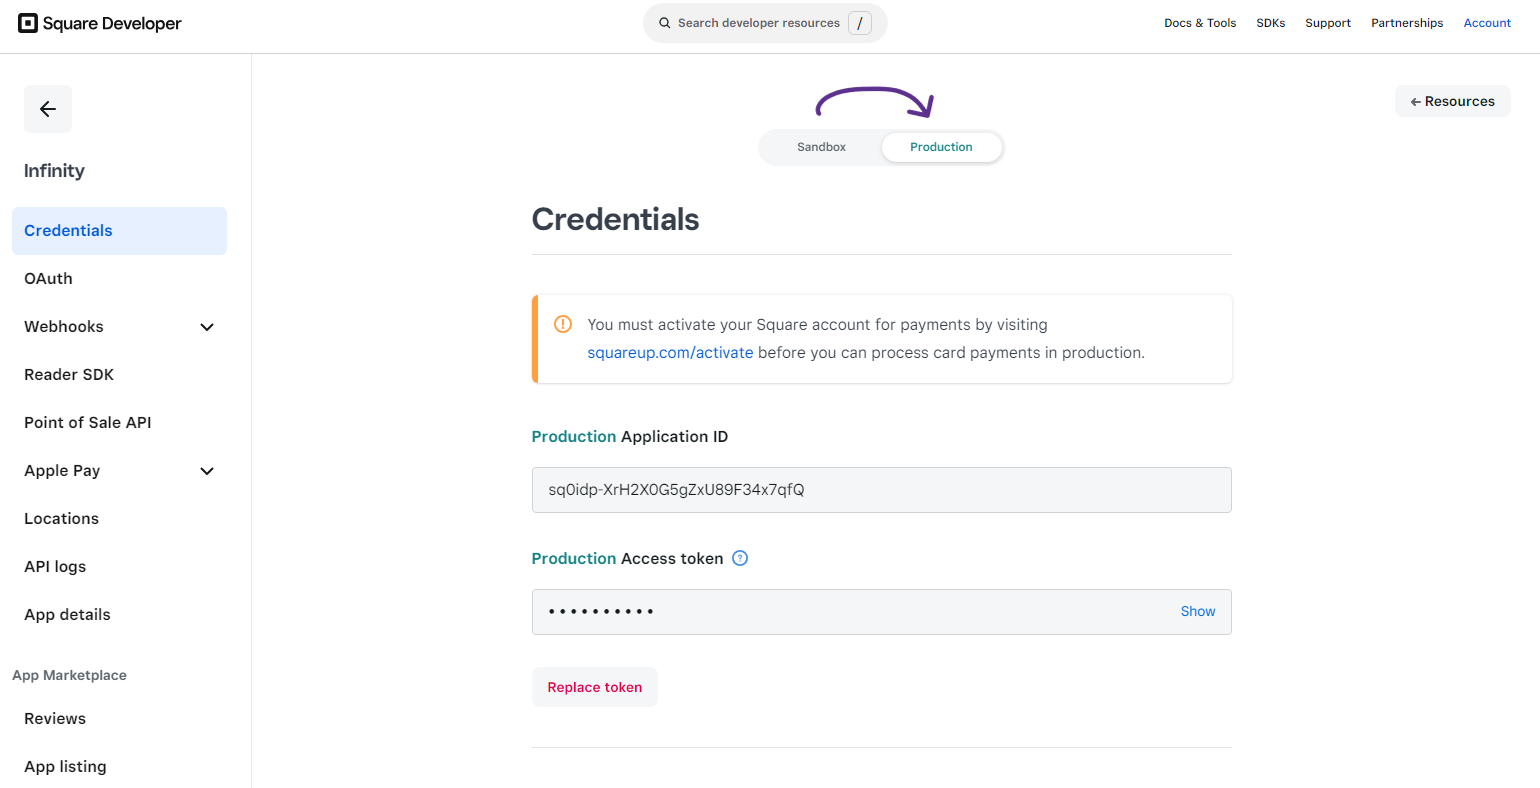 Square Developer
Search developer resources /
Docs & Tools
SDKs
Support
Partnerships
Account
Infinity
Credentials
OAuth
Webhooks
Reader SDK
Point of Sale API
Apple Pay
Locations
API logs
App details
App Marketplace
Reviews
App listing
Resources
Sandbox
Production
Credentials
You must activate your Square account for payments by visiting
squareup.com/activate before you can process card payments in production.
Production Application ID
sq0idp-XrH2X0G5gZxU89F34x7qfQ
Production Access token ?
Show
Replace token